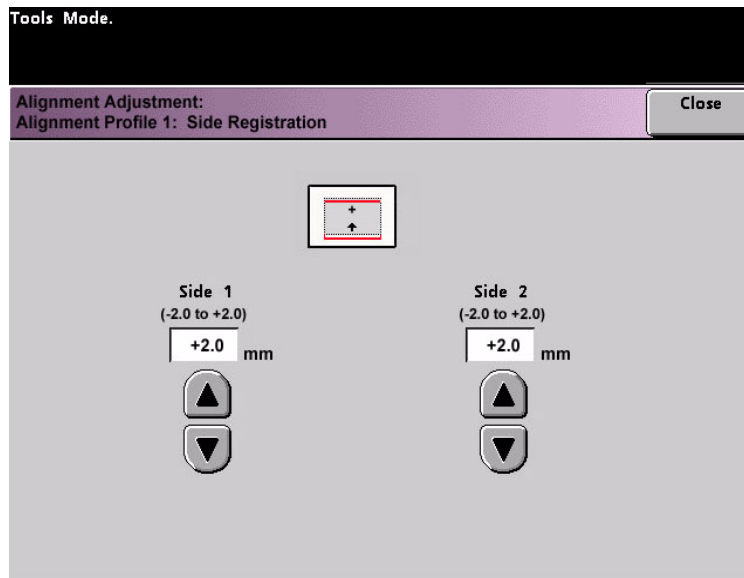 Tools Mode.
Alignment Adjustment:
Alignment Profile 1: Side Registration
Close
Side 1
(-2.0 to +2.0)
+2.0 mm
Side 2
(-2.0 to +2.0)
+2.0 mm